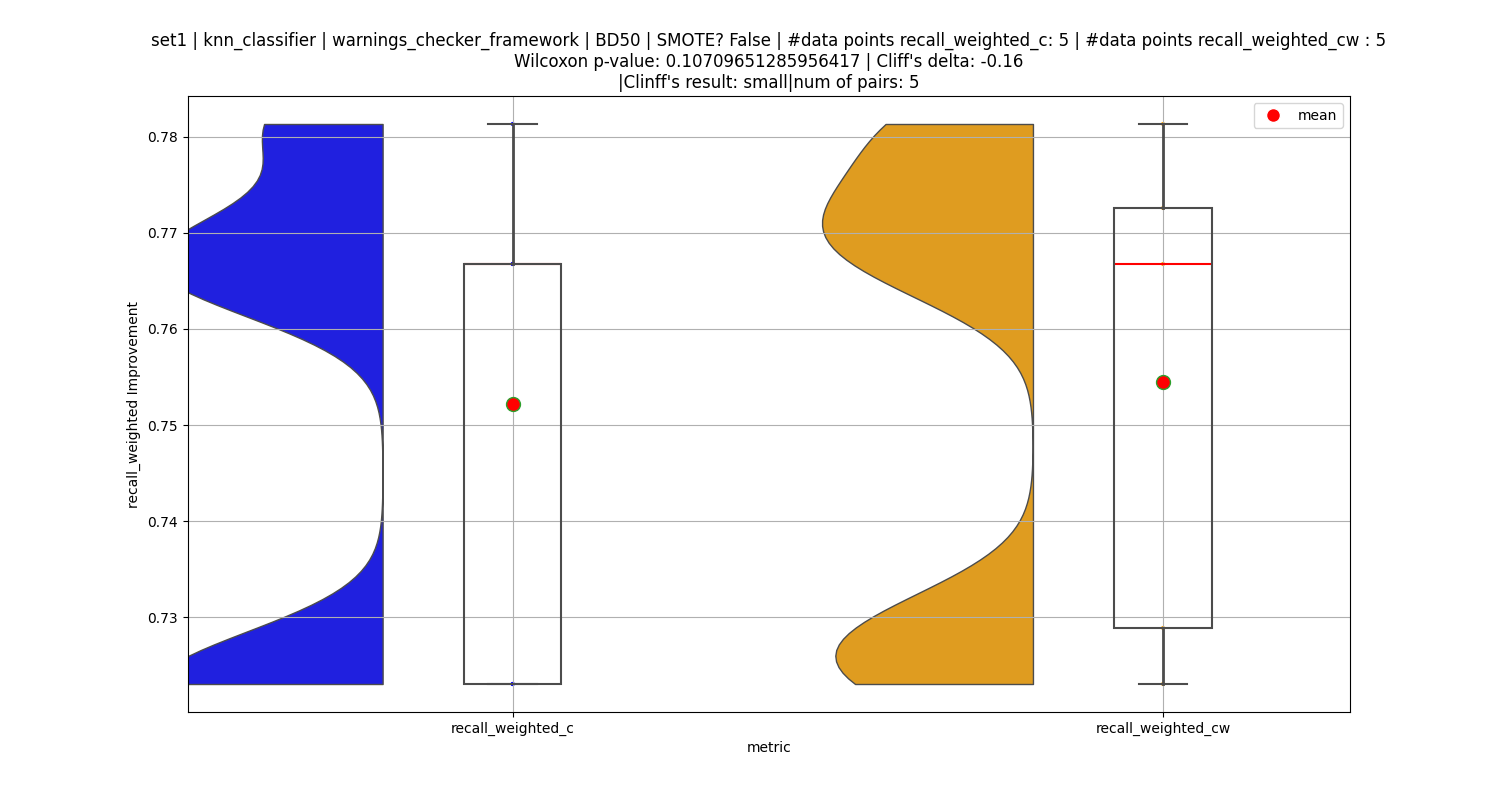 set1 | knn_classifier | warnings_checker_framework | BD50 | SMOTE? False | #data points recall_weighted_c: 5 | #data points recall_weighted_cw : 5
Wilcoxon p-value: 0.10709651285956417 | Cliff's delta: -0.16
|Clinff's result: small|num of pairs: 5
mean
0.78
0.77
0.76
0.75
0.74
0.73
recall_weighted Improvement
recall_weighted_c
recall_weighted_cw
metric